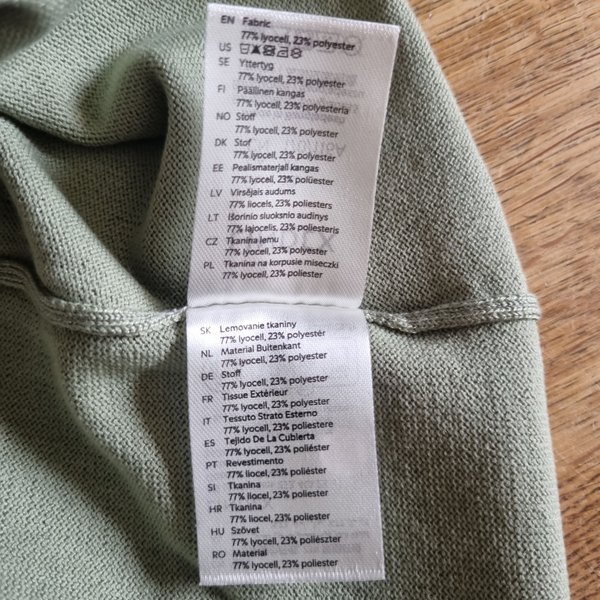 EN Fabric
77% lyocell, 23% polyester
US
SE Yttertyg
77% lyocell, 23% polyester
FI Päällinen kangas
77% lyocell, 23% polyesteria
NO Stoff
77% lyocell, 23% polyester
DK Stof
77% lyocell, 23% polyester
EE Pealismaterjali kangas
77% lyocell, 23% polüester
LV Virsējais audums
77% liocels, 23% poliesters
LT Išorinio sluoksnio audinys
77% lajocelis, 23% poliesteris
CZ Tkanina lemu
77% lyocell, 23% polyester
PL Tkanina na korpusie miseczki
77% lyocell, 23% poliester
SK Lemovanie tkaniny
77% lyocell, 23% polyestér
NL Material Buitenkant
77% lyocell, 23% polyester
DE Stoff
77% lyocell, 23% polyester
FR Tissue Extérieur
77% lyocell, 23% polyester
IT Tessuto Strato Esterno
77% lyocell, 23% poliestere
ES Tejido De La Cubierta
77% lyocell, 23% poliéster
PT Revestimento
77% liocel, 23% poliéster
SI Tkanina
77% liocel, 23% poliester
HR Tkanina
77% liocel, 23% poliester
HU Szövet
77% lyocell, 23% poliészter
RO Material
77% lyocell, 23% poliester